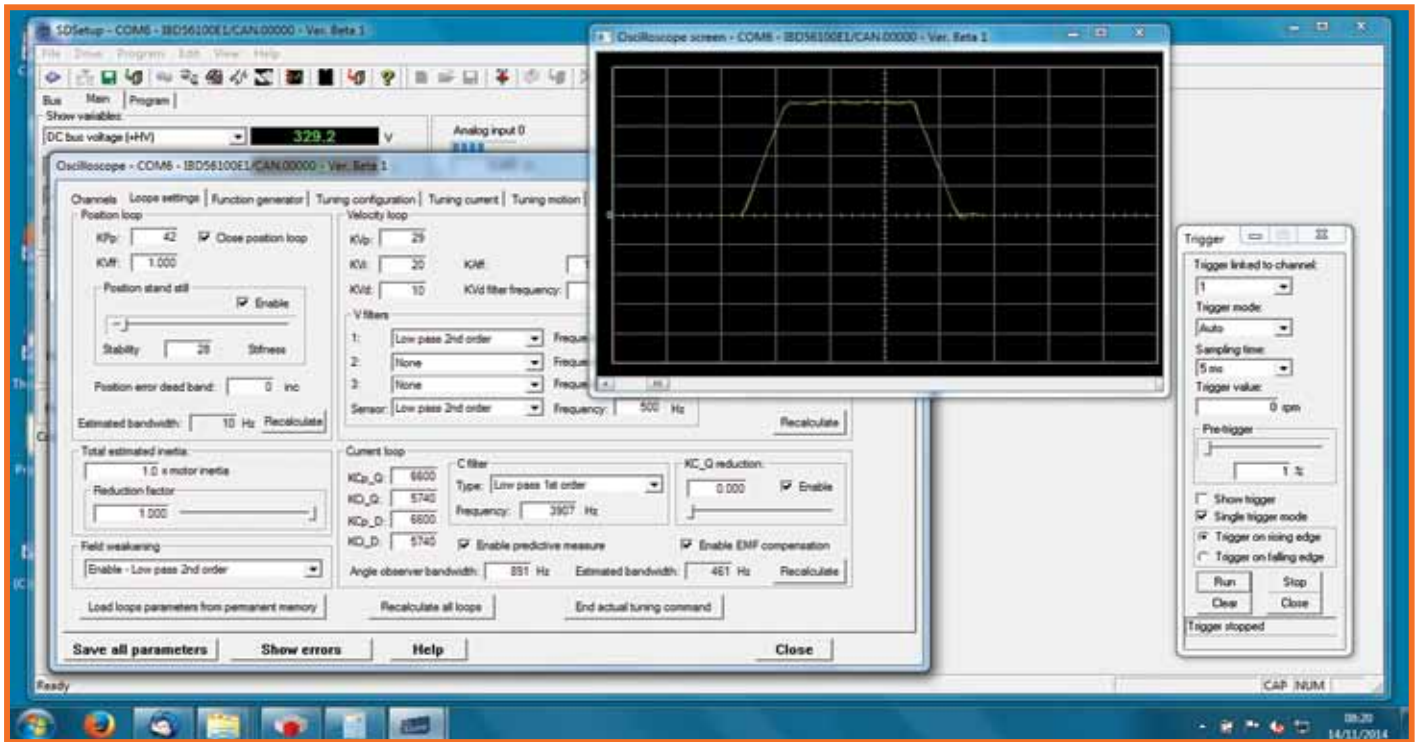 SDSetup - COM6 - IBD56100E1/CAN.00000 - Ver. Beta 1
File Drive Program Edit View Help
Bus Main Program
Show variables:
DC bus voltage (+HV) 329.2 V Analog input 0
Oscilloscope screen - COM6 - IBD56100E1/CAN.00000 - Ver. Beta 1
0
Oscilloscope - COM6 - IBD56100E1/CAN.00000 - Ver. Beta 1
Channels Loops settings Function generator Tuning configuration Tuning current Tuning motion
Position loop
KPp: 42 Close position loop
KVff: 1.000
Position stand still
Enable
Stability 28 Stifness
Position error dead band: 0 inc
Estimated bandwidth: 10 Hz Recalculate
Velocity loop
KVp: 29
KVi: 20 KAff:
KVd: 10 KVd filter frequency:
V filters
1: Low pass 2nd order
2: None
3: None
Sensor: Low pass 2nd order Frequency: 500 Hz
Recalculate
Total estimated inertia:
1.0 x motor inertia
Reduction factor
1.000
Field weakening
Enable - Low pass 2nd order
Current loop
KCp_Q: 6600
KCi_Q: 5740
KCp_D: 6600
KCi_D: 5740
C filter
Type: Low pass 1st order
Frequency: 3907 Hz
KC_Q reduction:
0.000 Enable
Enable predictive measure Enable EMF compensation
Angle observer bandwidth: 891 Hz Estimated bandwidth: 461 Hz Recalculate
Load loops parameters from permanent memory Recalculate all loops End actual tuning command
Save all parameters Show errors Help Close
Trigger
Trigger linked to channel:
1
Trigger mode:
Auto
Sampling time:
5 ms
Trigger value:
0 rpm
Pre-trigger
1 %
Show trigger
Single trigger mode
Trigger on rising edge
Trigger on falling edge
Run Stop
Clear Close
Trigger stopped
Ready CAP NUM
08:20
14/11/2014